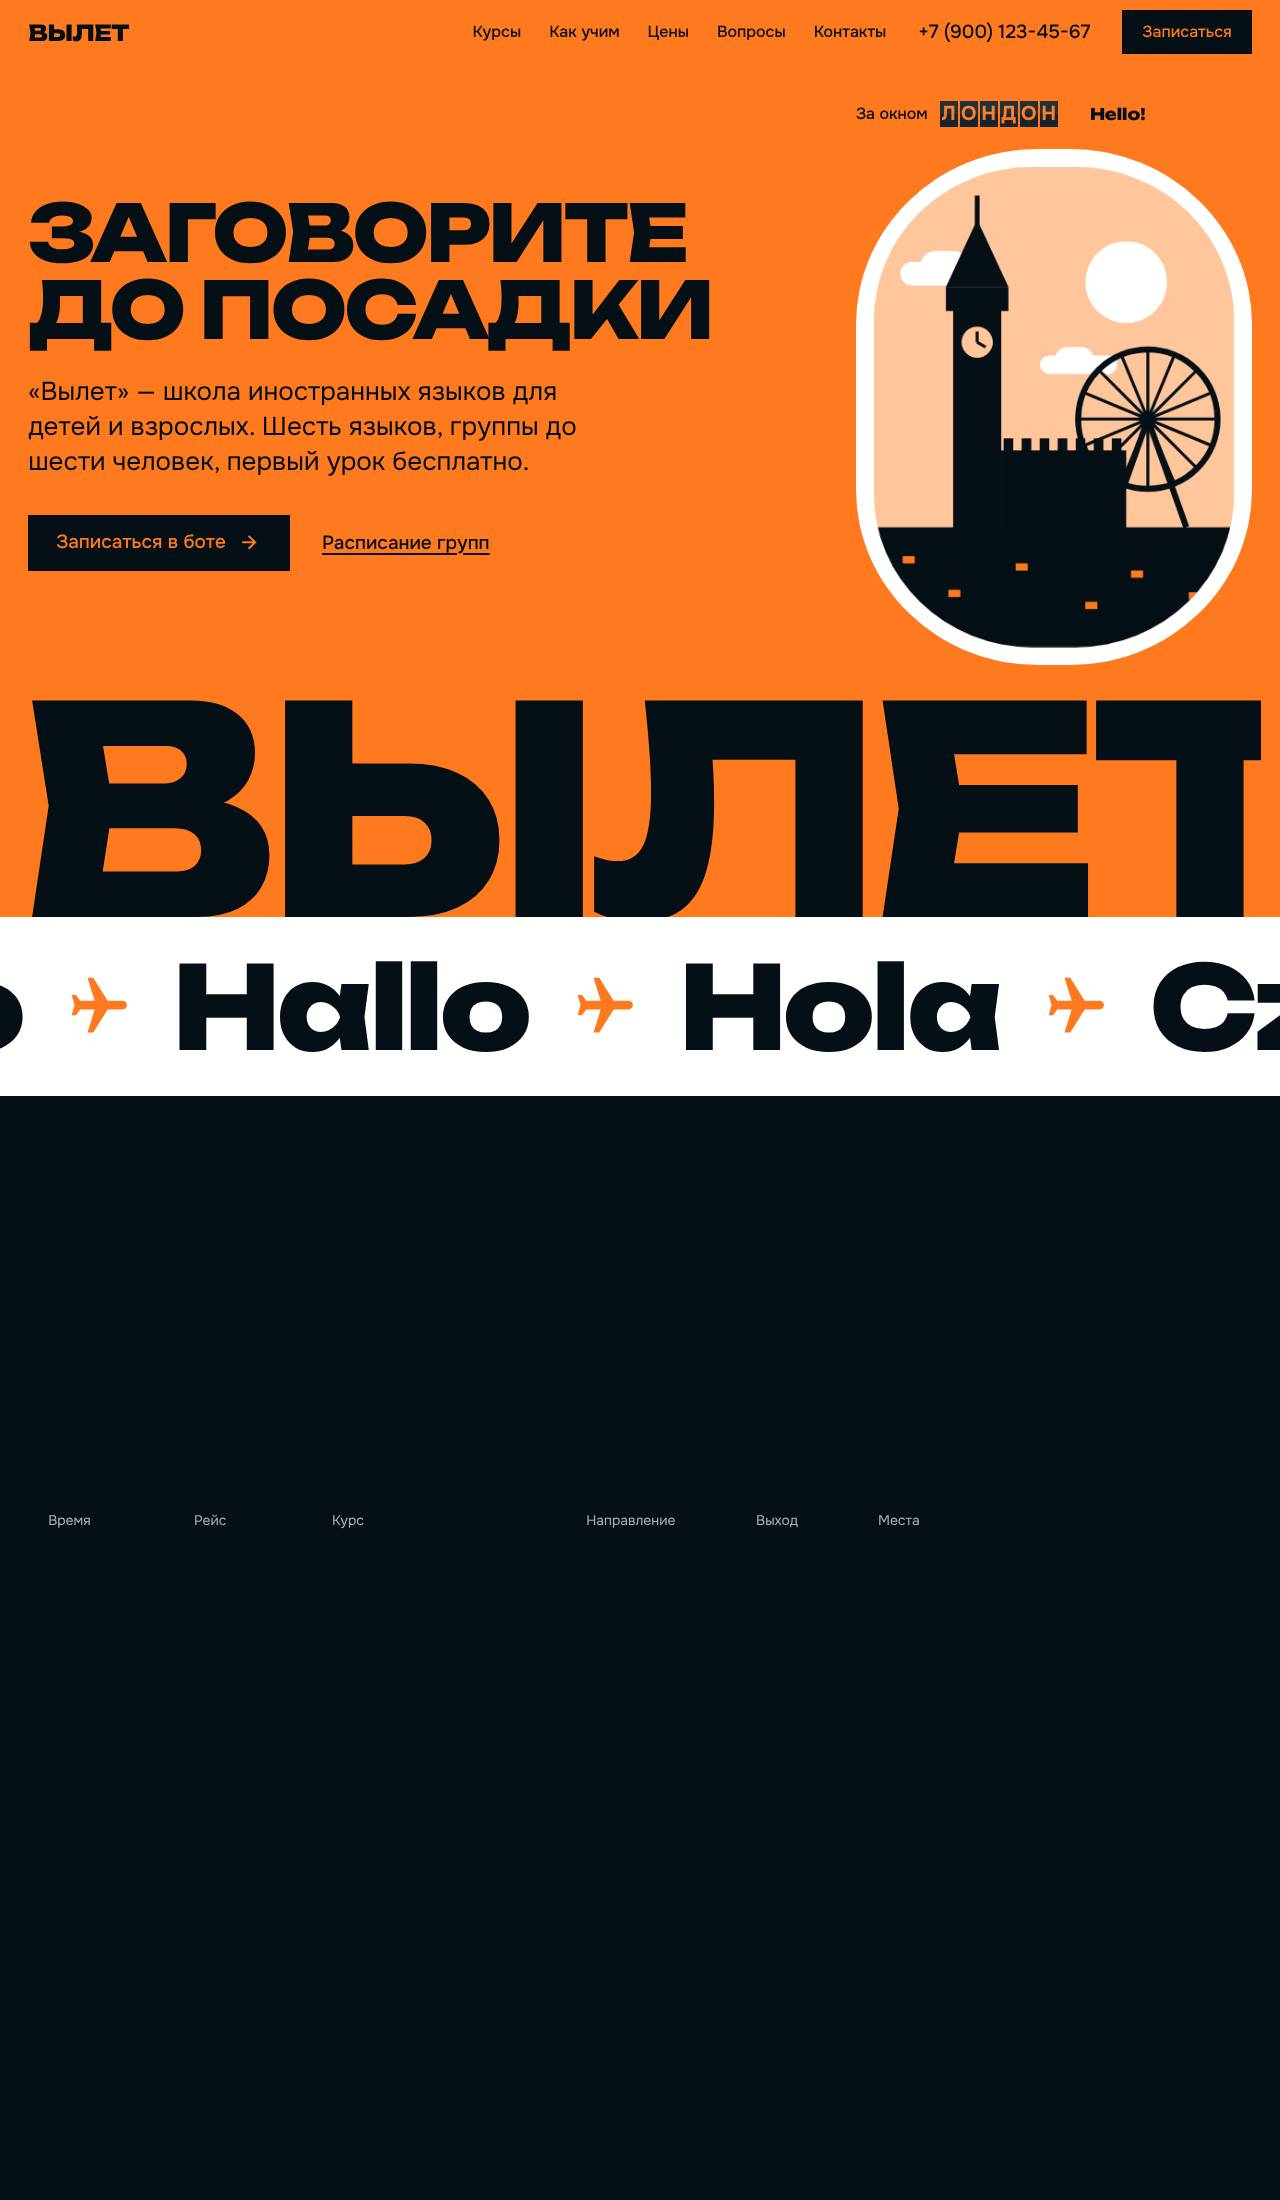 ВЫЛЕТ
Курсы Как учим Цены Вопросы Контакты +7 (900) 123-45-67 Записаться
За окном ЛОНДОН Hello!
ЗАГОВОРИТЕ
ДО ПОСАДКИ
«Вылет» — школа иностранных языков для
детей и взрослых. Шесть языков, группы до
шести человек, первый урок бесплатно.
Записаться в боте → Расписание групп
ВЫЛЕТ
Hallo Hola
Время Рейс Курс Направление Выход Места